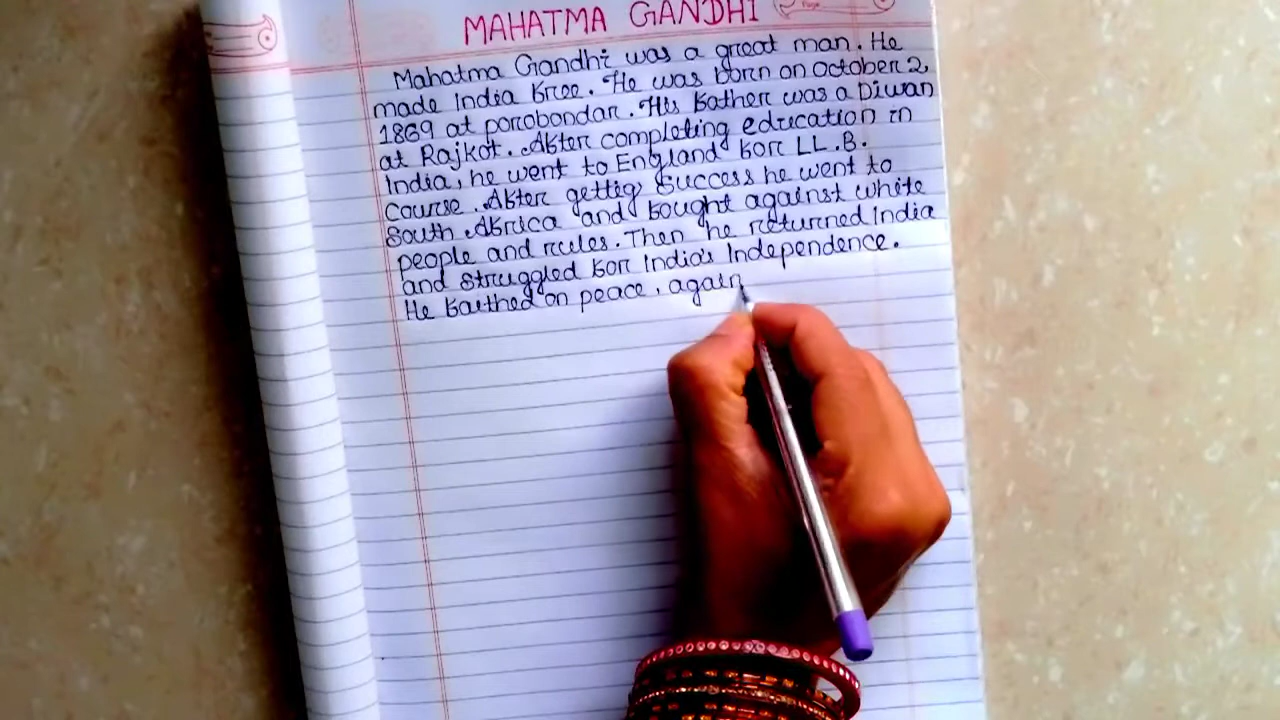 MAHATMA GANDHI
Page
Mahatma Gandhi was a great man. He
made India free. He was born on October 2,
1869 at porobondar. His father was a Diwan
at Rajkot. After completing education in
India, he went to England for LL.B.
Course. After gettig success he went to
South Africa and fought against white
people and rules. Then he returned India
and struggled for India's Independence.
He faithed on peace, again